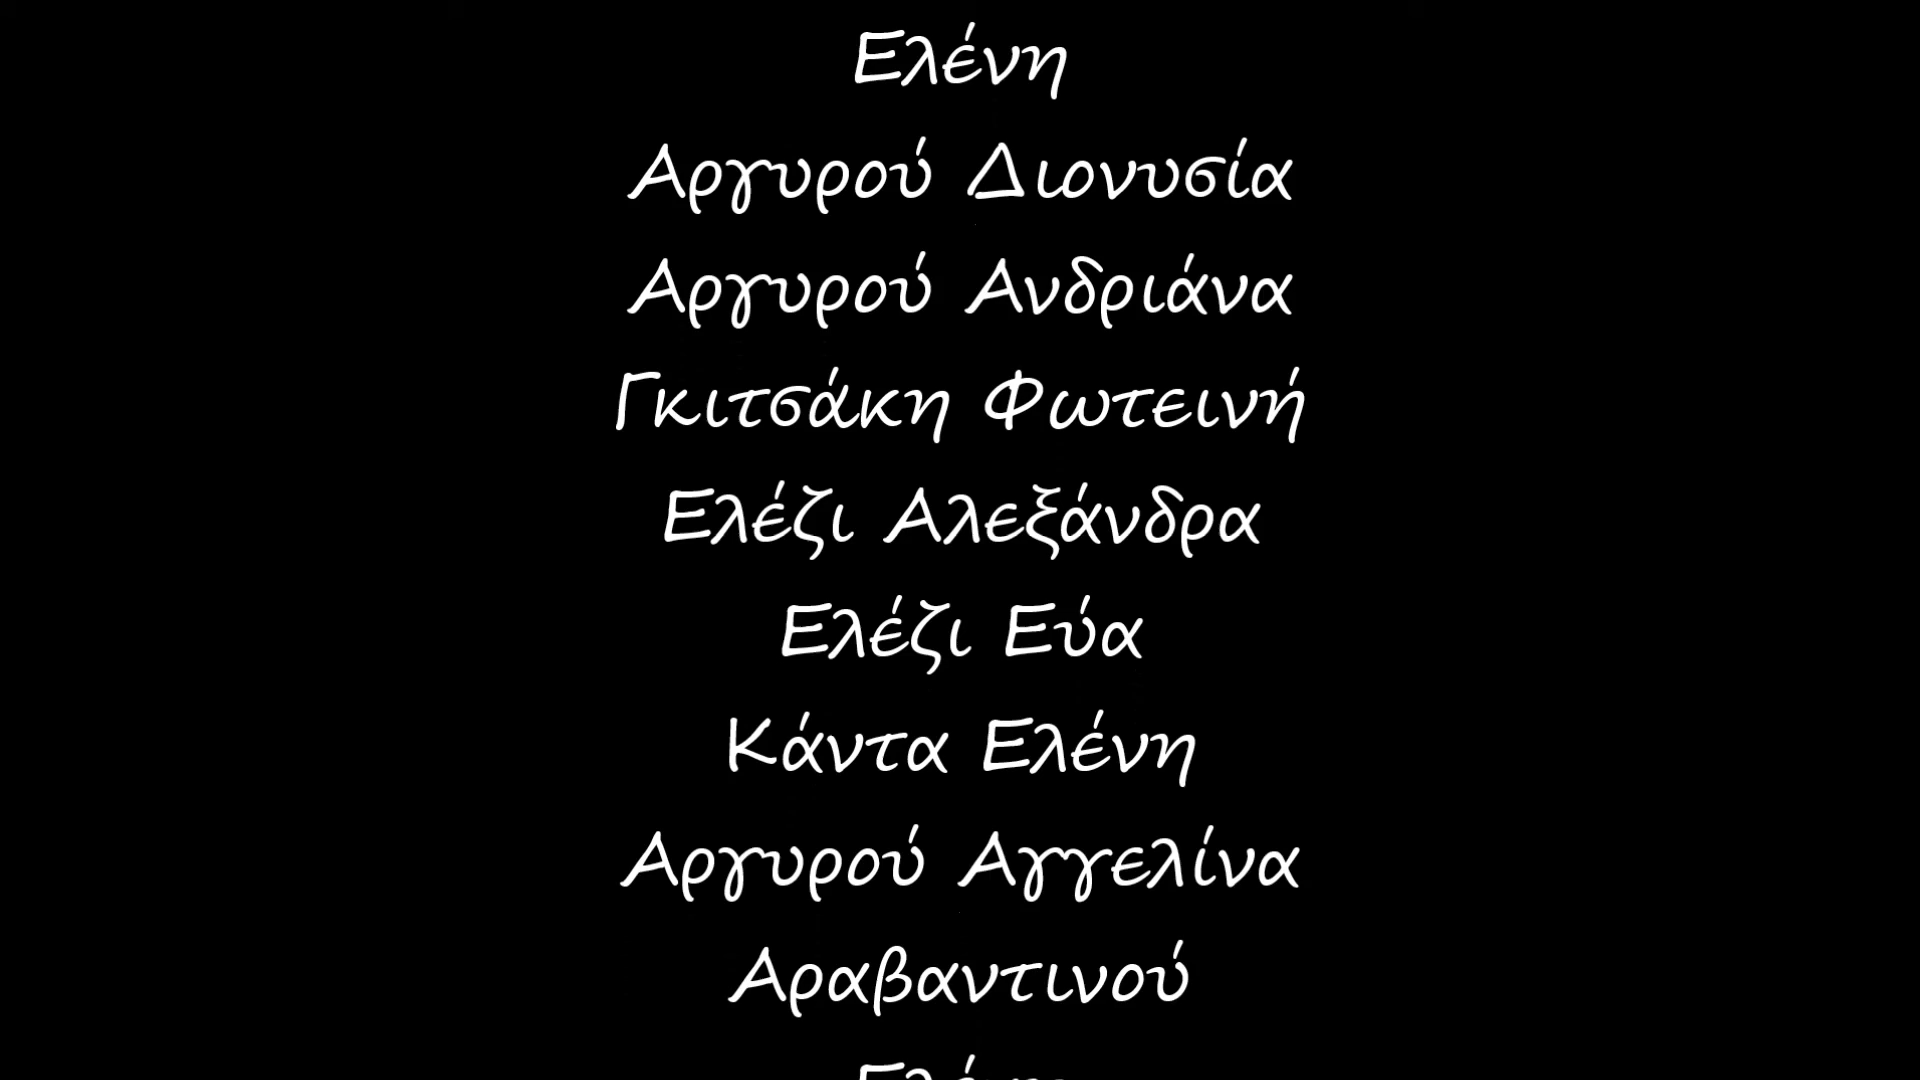 Ελένη
Αργυρού Διονυσία
Αργυρού Ανδριάνα
Γκιτσάκη Φωτεινή
Ελέζι Αλεξάνδρα
Ελέζι Εύα
Κάντα Ελένη
Αργυρού Αγγελίνα
Αραβαντινού